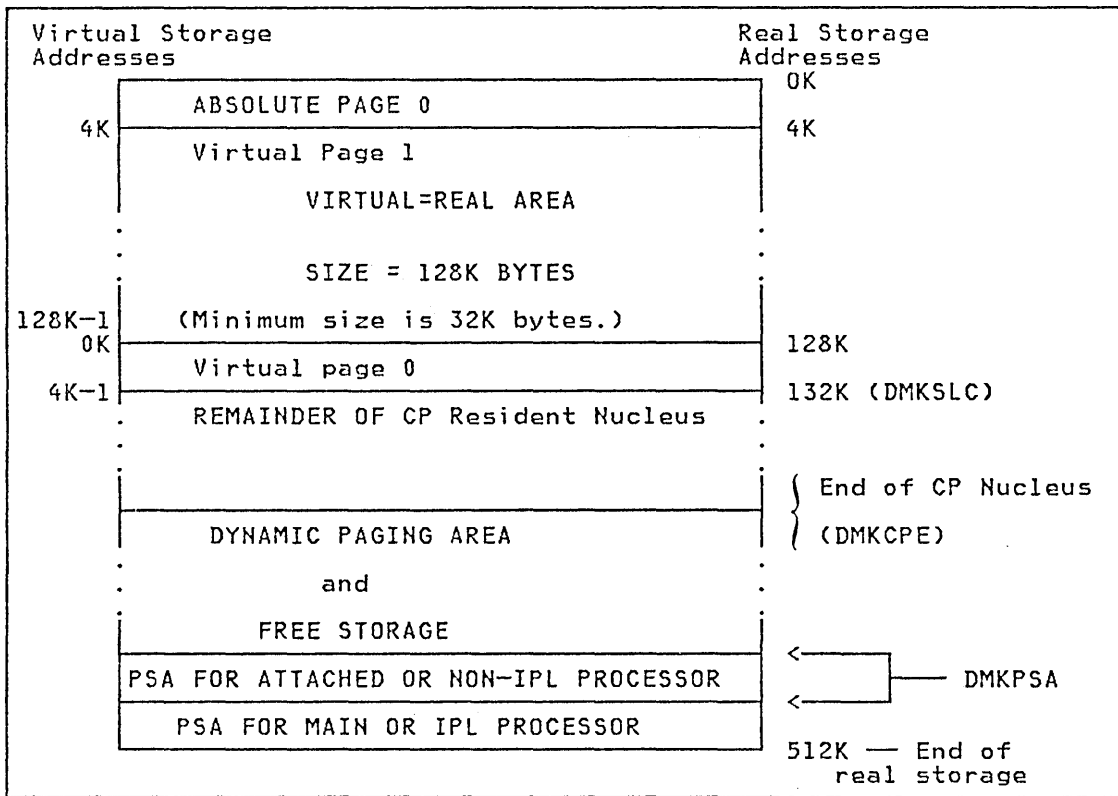 Virtual Storage Real Storage
Addresses Addresses
0K
ABSOLUTE PAGE 0
4K 4K
Virtual Page 1
VIRTUAL=REAL AREA
SIZE = 128K BYTES
128K-1 (Minimum size is 32K bytes.)
0K 128K
Virtual page 0
4K-1 132K (DMKSLC)
REMAINDER OF CP Resident Nucleus
End of CP Nucleus
DYNAMIC PAGING AREA (DMKCPE)
and
FREE STORAGE
PSA FOR ATTACHED OR NON-IPL PROCESSOR DMKPSA
PSA FOR MAIN OR IPL PROCESSOR
512K — End of
real storage